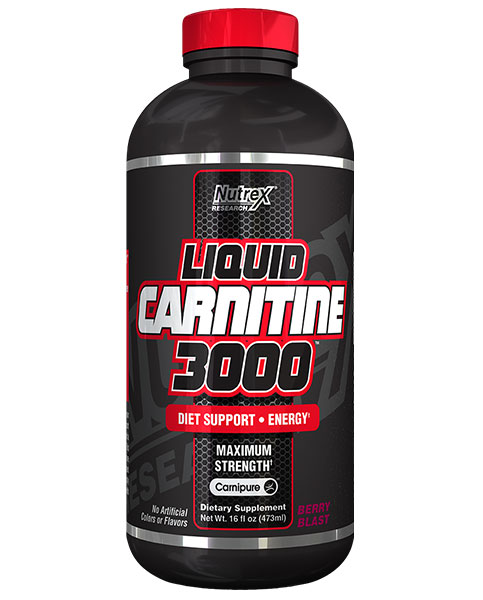 Nutrex
RESEARCH
LIQUID
CARNITINE
3000™
DIET SUPPORT • ENERGY†
MAXIMUM
STRENGTH†
Carnipure
No Artificial
Colors or Flavors
Dietary Supplement
Net Wt. 16 fl oz (473ml)
BERRY
BLAST